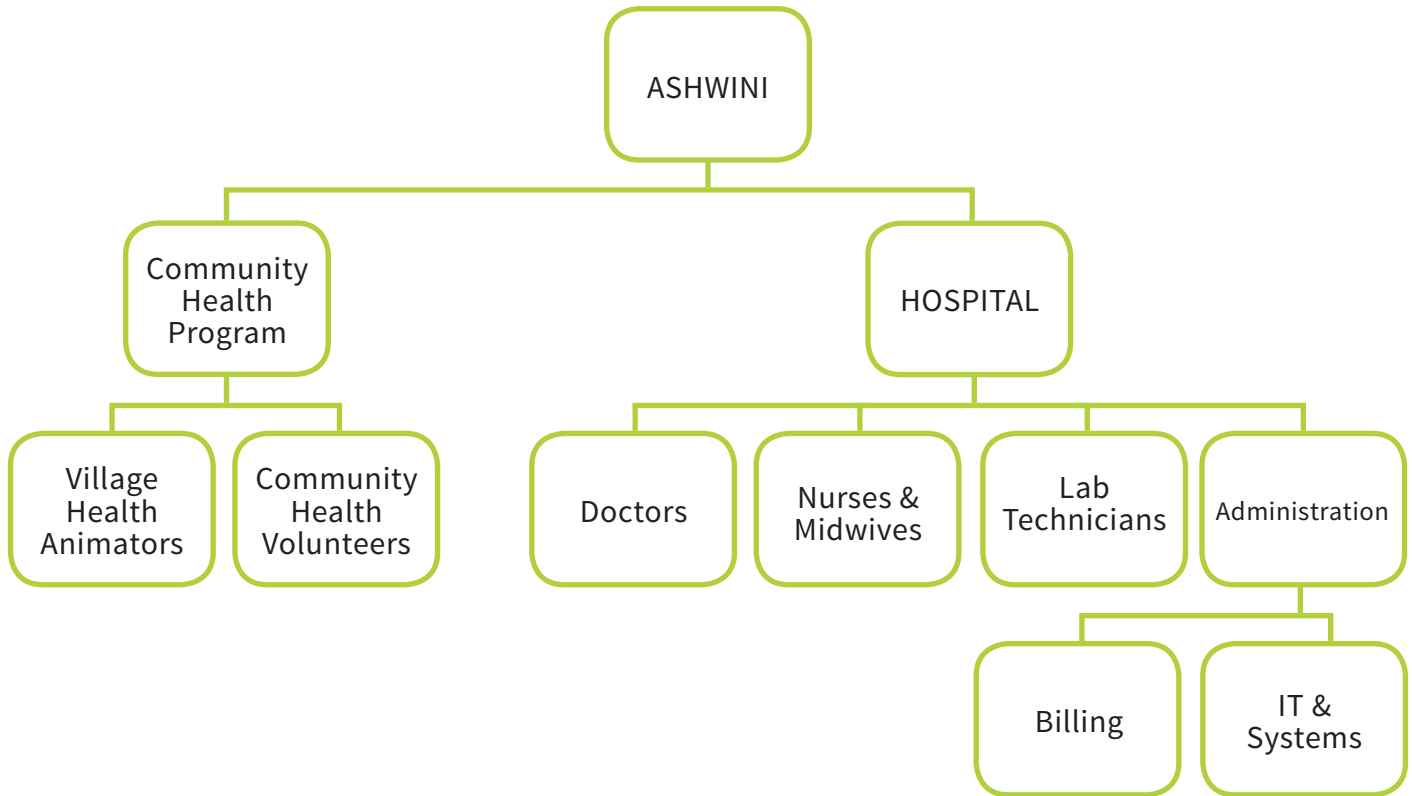 ASHWINI
Community
Health
Program
HOSPITAL
Village
Health
Animators
Community
Health
Volunteers
Doctors
Nurses &
Midwives
Lab
Technicians
Administration
Billing
IT &
Systems